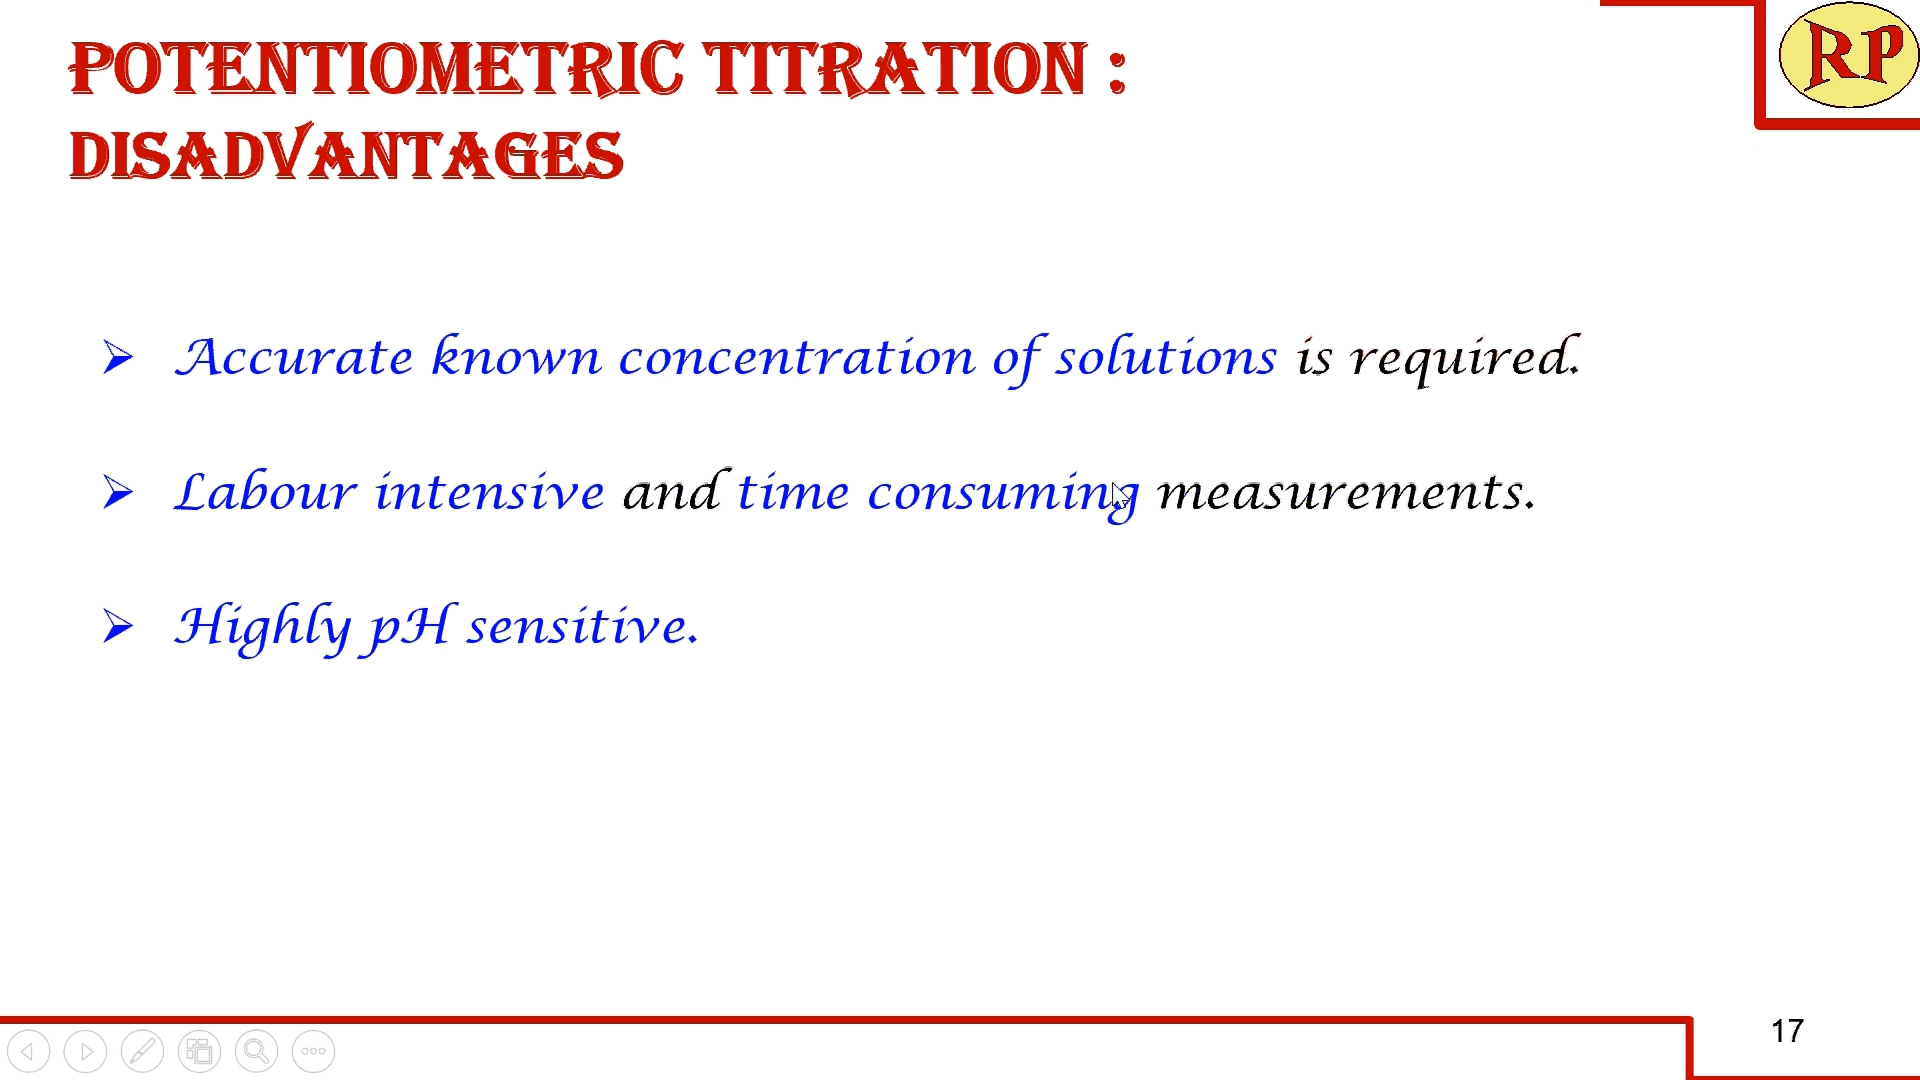 POTENTIOMETRIC TITRATION :
DISADVANTAGES
RP
➢ Accurate known concentration of solutions is required.
➢ Labour intensive and time consuming measurements.
➢ Highly pH sensitive.
17